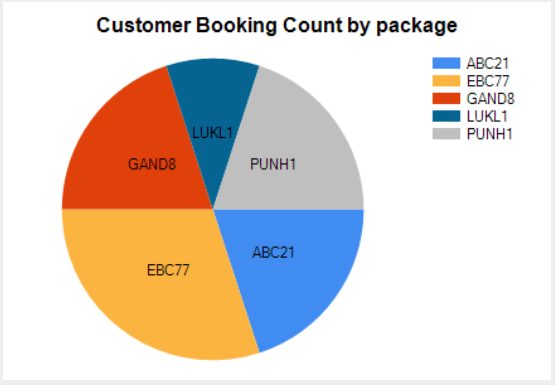 Customer Booking Count by package
ABC21
EBC77
GAND8
LUKL1
PUNH1
LUKL1
GAND8
PUNH1
ABC21
EBC77